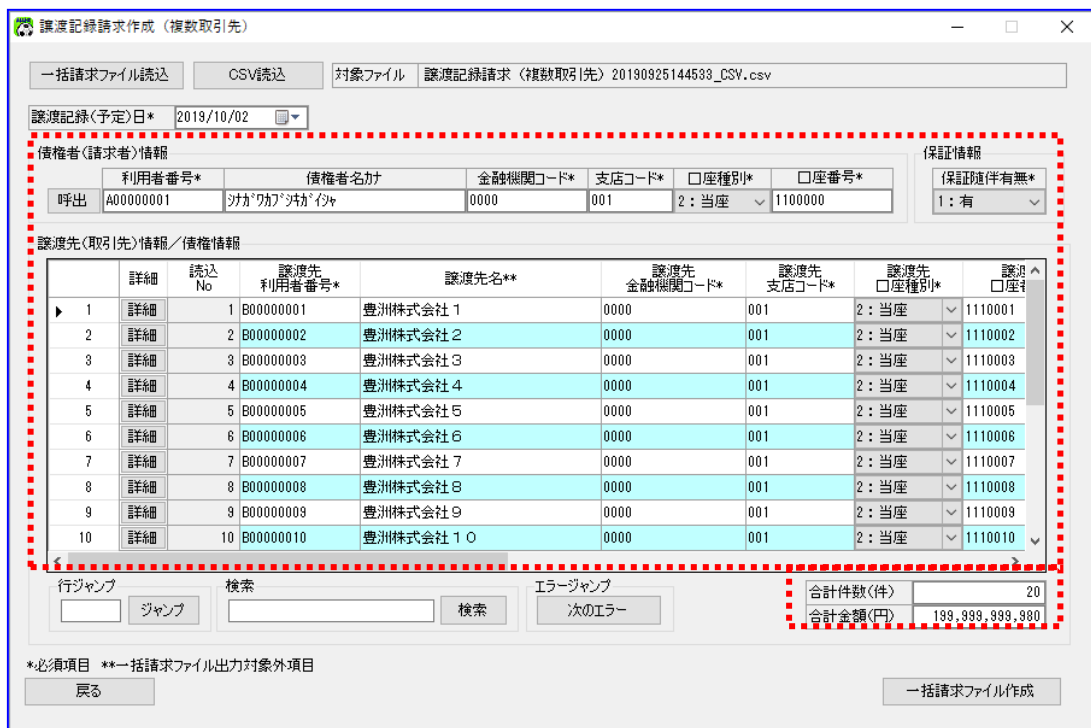 譲渡記録請求作成（複数取引先）
一括請求ファイル読込 CSV読込 対象ファイル 譲渡記録請求（複数取引先）20190925144533_CSV.csv
譲渡記録(予定)日* 2019/10/02
債権者(請求者)情報 保証情報
利用者番号* 債権者名カナ 金融機関コード* 支店コード* 口座種別* 口座番号* 保証随伴有無*
呼出 A00000001 ｼﾅｶﾞﾜｶﾌﾞｼｷｶﾞｲｼｬ 0000 001 2：当座 1100000 1：有
譲渡先(取引先)情報／債権情報
詳細 読込No 譲渡先利用者番号* 譲渡先名** 譲渡先金融機関コード* 譲渡先支店コード* 譲渡先口座種別*
1 詳細 1 B00000001 豊洲株式会社１ 0000 001 2：当座 1110001
2 詳細 2 B00000002 豊洲株式会社２ 0000 001 2：当座 1110002
3 詳細 3 B00000003 豊洲株式会社３ 0000 001 2：当座 1110003
4 詳細 4 B00000004 豊洲株式会社４ 0000 001 2：当座 1110004
5 詳細 5 B00000005 豊洲株式会社５ 0000 001 2：当座 1110005
6 詳細 6 B00000006 豊洲株式会社６ 0000 001 2：当座 1110006
7 詳細 7 B00000007 豊洲株式会社７ 0000 001 2：当座 1110007
8 詳細 8 B00000008 豊洲株式会社８ 0000 001 2：当座 1110008
9 詳細 9 B00000009 豊洲株式会社９ 0000 001 2：当座 1110009
10 詳細 10 B00000010 豊洲株式会社１０ 0000 001 2：当座 1110010
行ジャンプ 検索 エラージャンプ 合計件数(件) 20
ジャンプ 検索 次のエラー 合計金額(円) 199,999,999,980
*必須項目 **一括請求ファイル出力対象外項目
戻る 一括請求ファイル作成